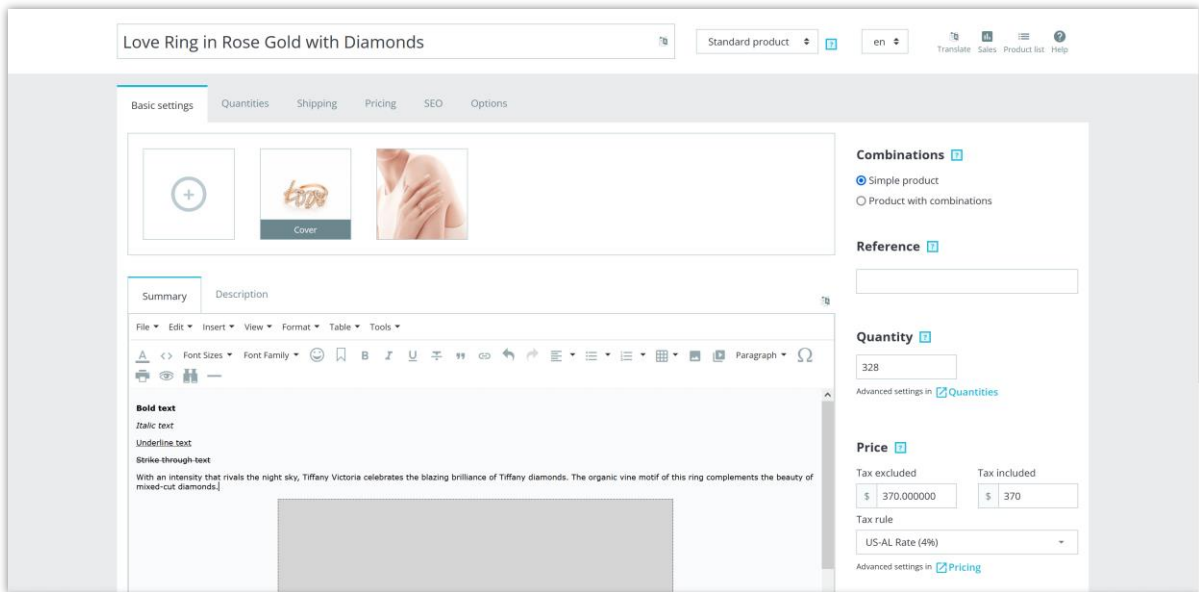 Love Ring in Rose Gold with Diamonds
Standard product
?
en
Translate
Sales
Product list
Help
Basic settings
Quantities
Shipping
Pricing
SEO
Options
Cover
Combinations ?
Simple product
Product with combinations
Reference ?
Summary
Description
File
Edit
Insert
View
Format
Table
Tools
A
<>
Font Sizes
Font Family
B
I
U
Paragraph
Ω
Bold text
Italic text
Underline text
Strike through text
With an intensity that rivals the night sky, Tiffany Victoria celebrates the blazing brilliance of Tiffany diamonds. The organic vine motif of this ring complements the beauty of
mixed-cut diamonds.
Quantity ?
328
Advanced settings in Quantities
Price ?
Tax excluded
Tax included
$ 370.000000
$ 370
Tax rule
US-AL Rate (4%)
Advanced settings in Pricing